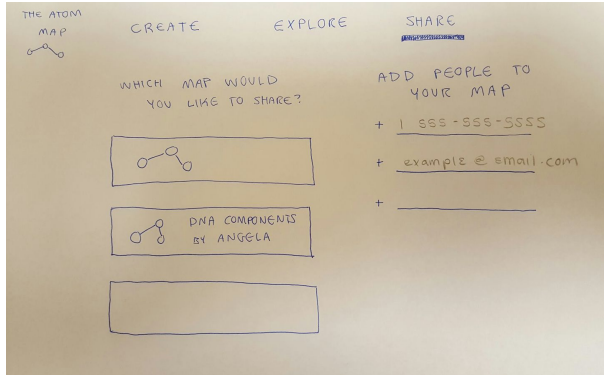 THE ATOM
MAP
CREATE
EXPLORE
SHARE
WHICH MAP WOULD
YOU LIKE TO SHARE?
DNA COMPONENTS
BY ANGELA
ADD PEOPLE TO
YOUR MAP
+ 1 555-555-5555
+ example@smail.com
+